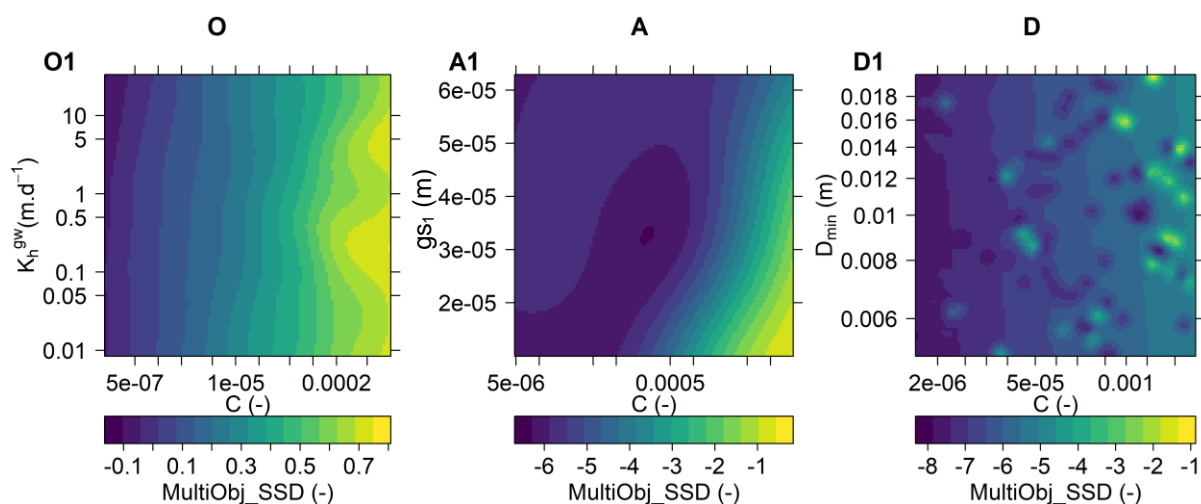 O
A
D
O1
A1
D1
K_h^gw(m.d^−1)
10
5
1
0.5
0.1
0.05
0.01
5e-07 1e-05 0.0002
C (-)
-0.1 0.1 0.3 0.5 0.7
MultiObj_SSD (-)
gs₁ (m)
6e-05
5e-05
4e-05
3e-05
2e-05
5e-06 0.0005
C (-)
-6 -5 -4 -3 -2 -1
MultiObj_SSD (-)
D_min (m)
0.018
0.016
0.014
0.012
0.01
0.008
0.006
2e-06 5e-05 0.001
C (-)
-8 -7 -6 -5 -4 -3 -2 -1
MultiObj_SSD (-)